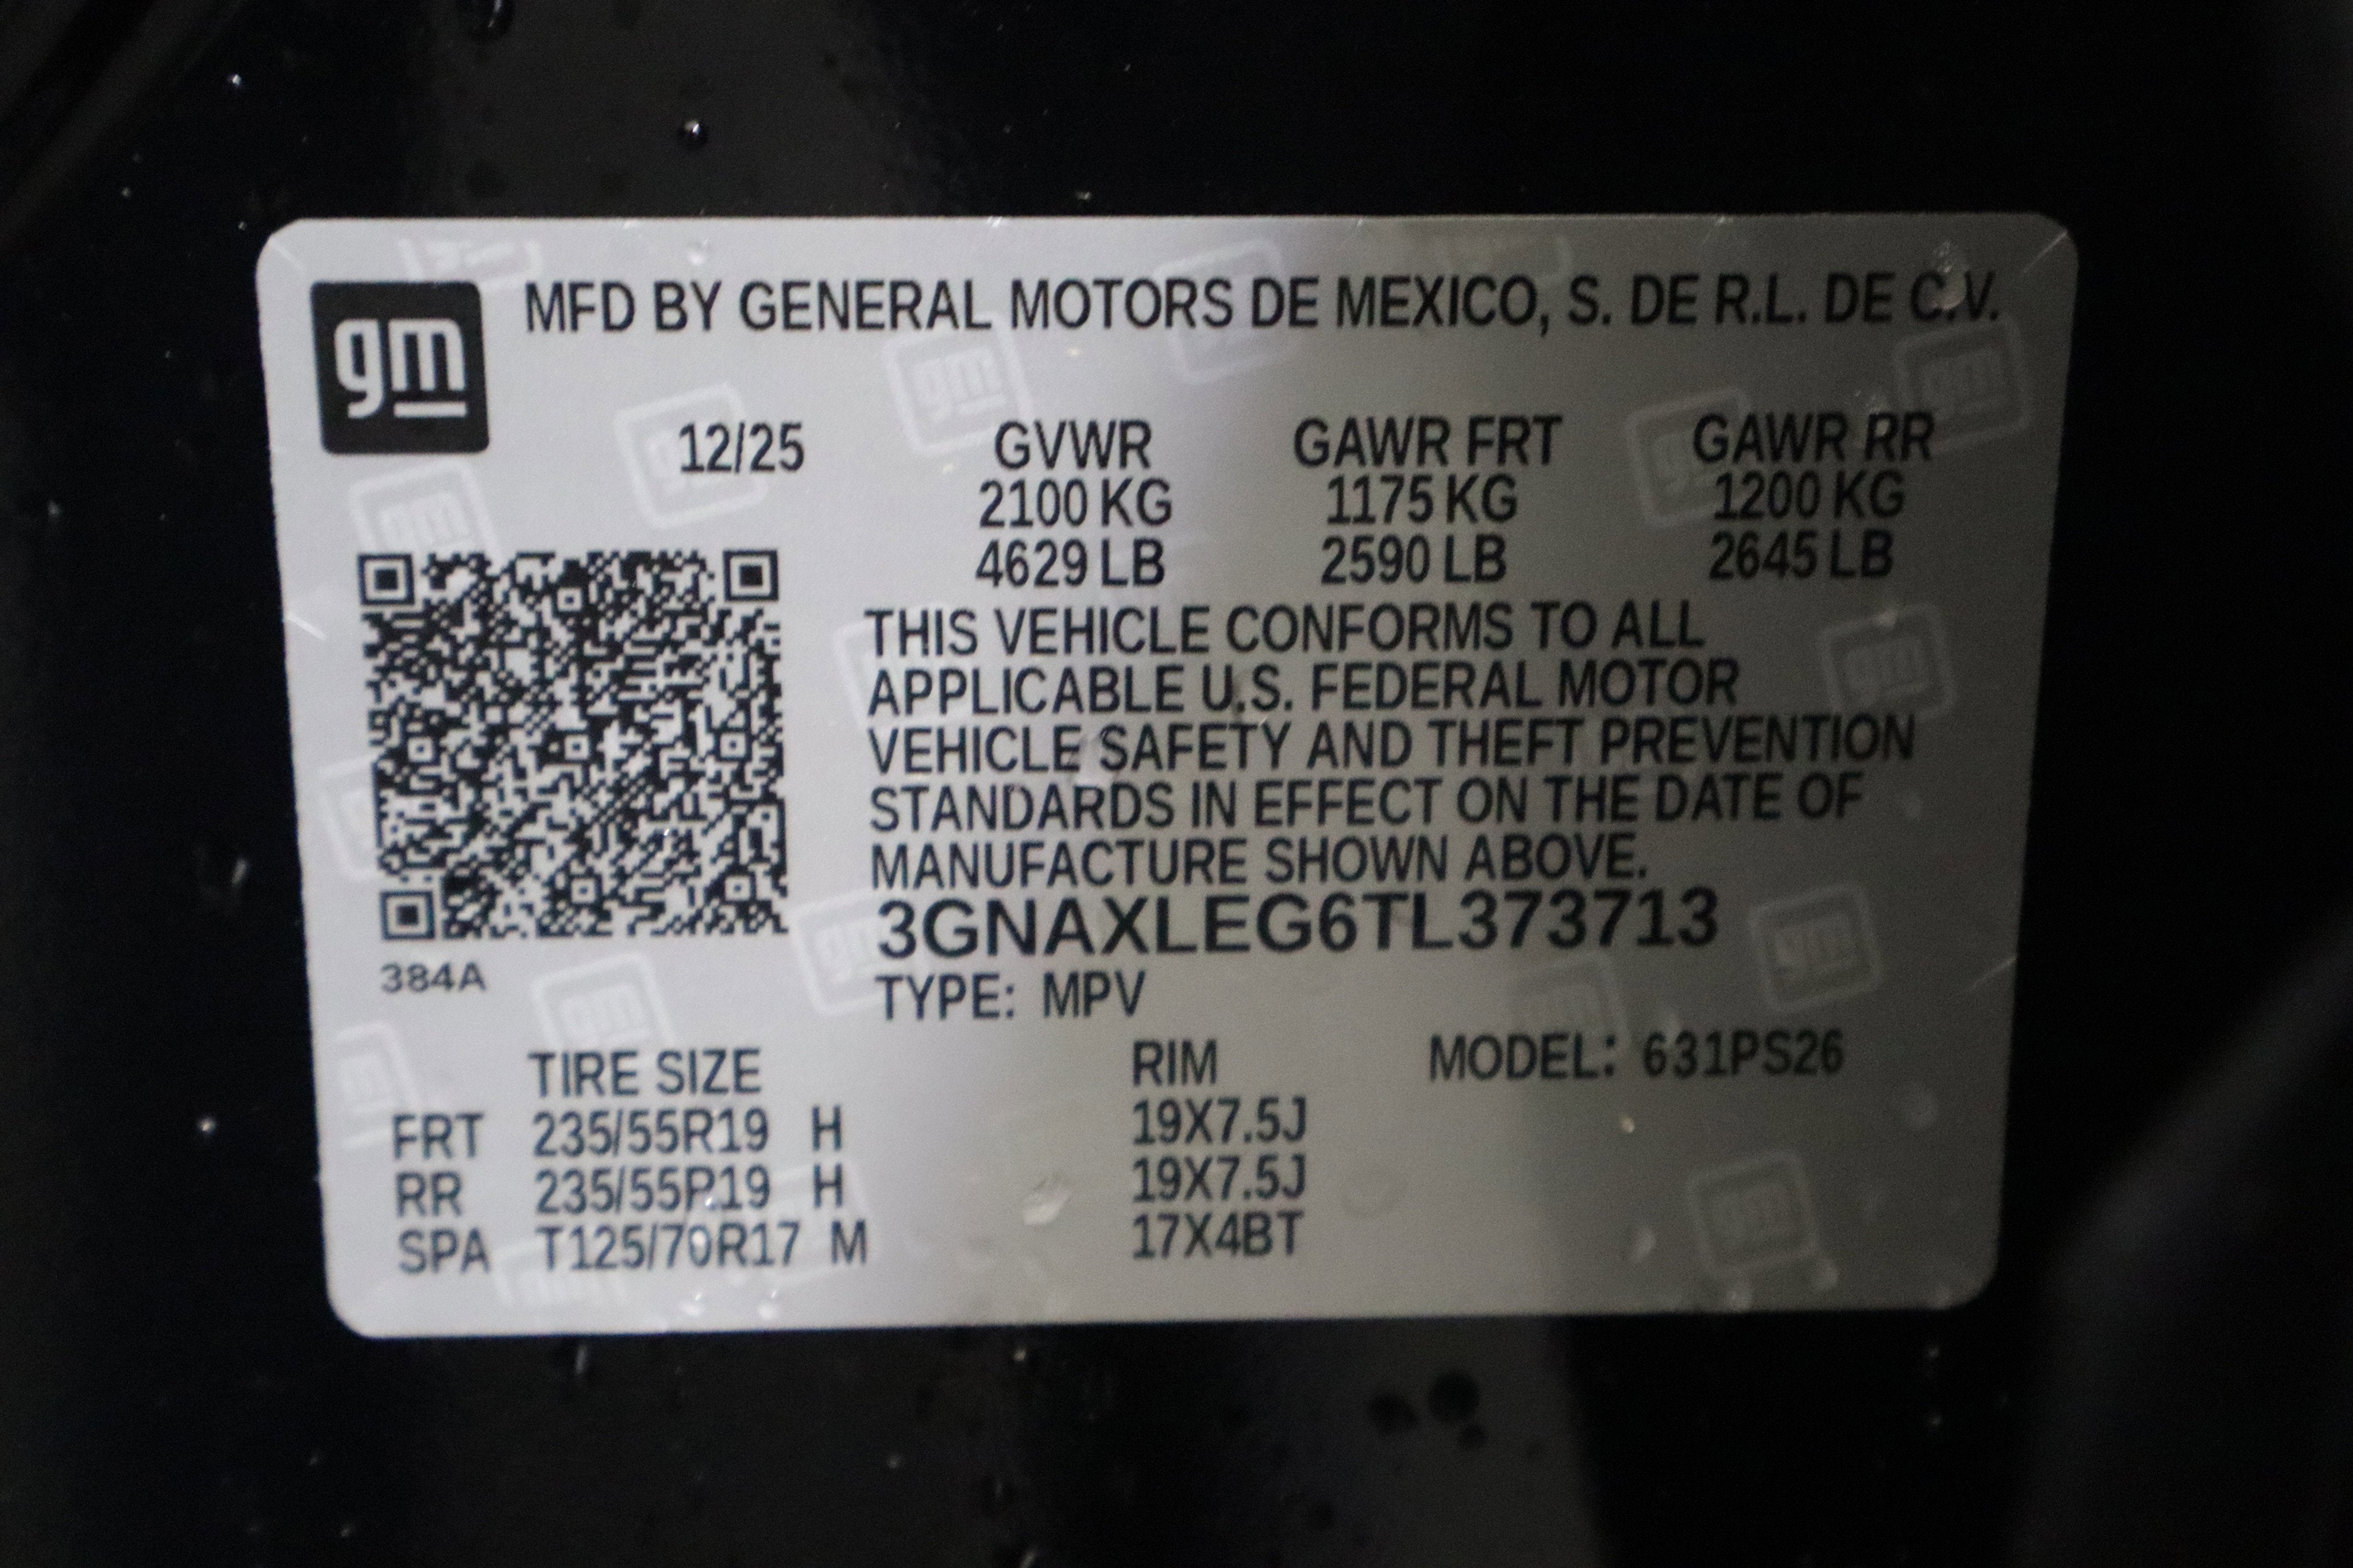 gm MFD BY GENERAL MOTORS DE MEXICO, S. DE R.L. DE C.V.
12/25 GVWR GAWR FRT GAWR RR
2100 KG 1175 KG 1200 KG
4629 LB 2590 LB 2645 LB
THIS VEHICLE CONFORMS TO ALL
APPLICABLE U.S. FEDERAL MOTOR
VEHICLE SAFETY AND THEFT PREVENTION
STANDARDS IN EFFECT ON THE DATE OF
MANUFACTURE SHOWN ABOVE.
3GNAXLEG6TL373713
384A
TYPE: MPV
TIRE SIZE RIM MODEL: 631PS26
FRT 235/55R19 H 19X7.5J
RR 235/55R19 H 19X7.5J
SPA T125/70R17 M 17X4BT